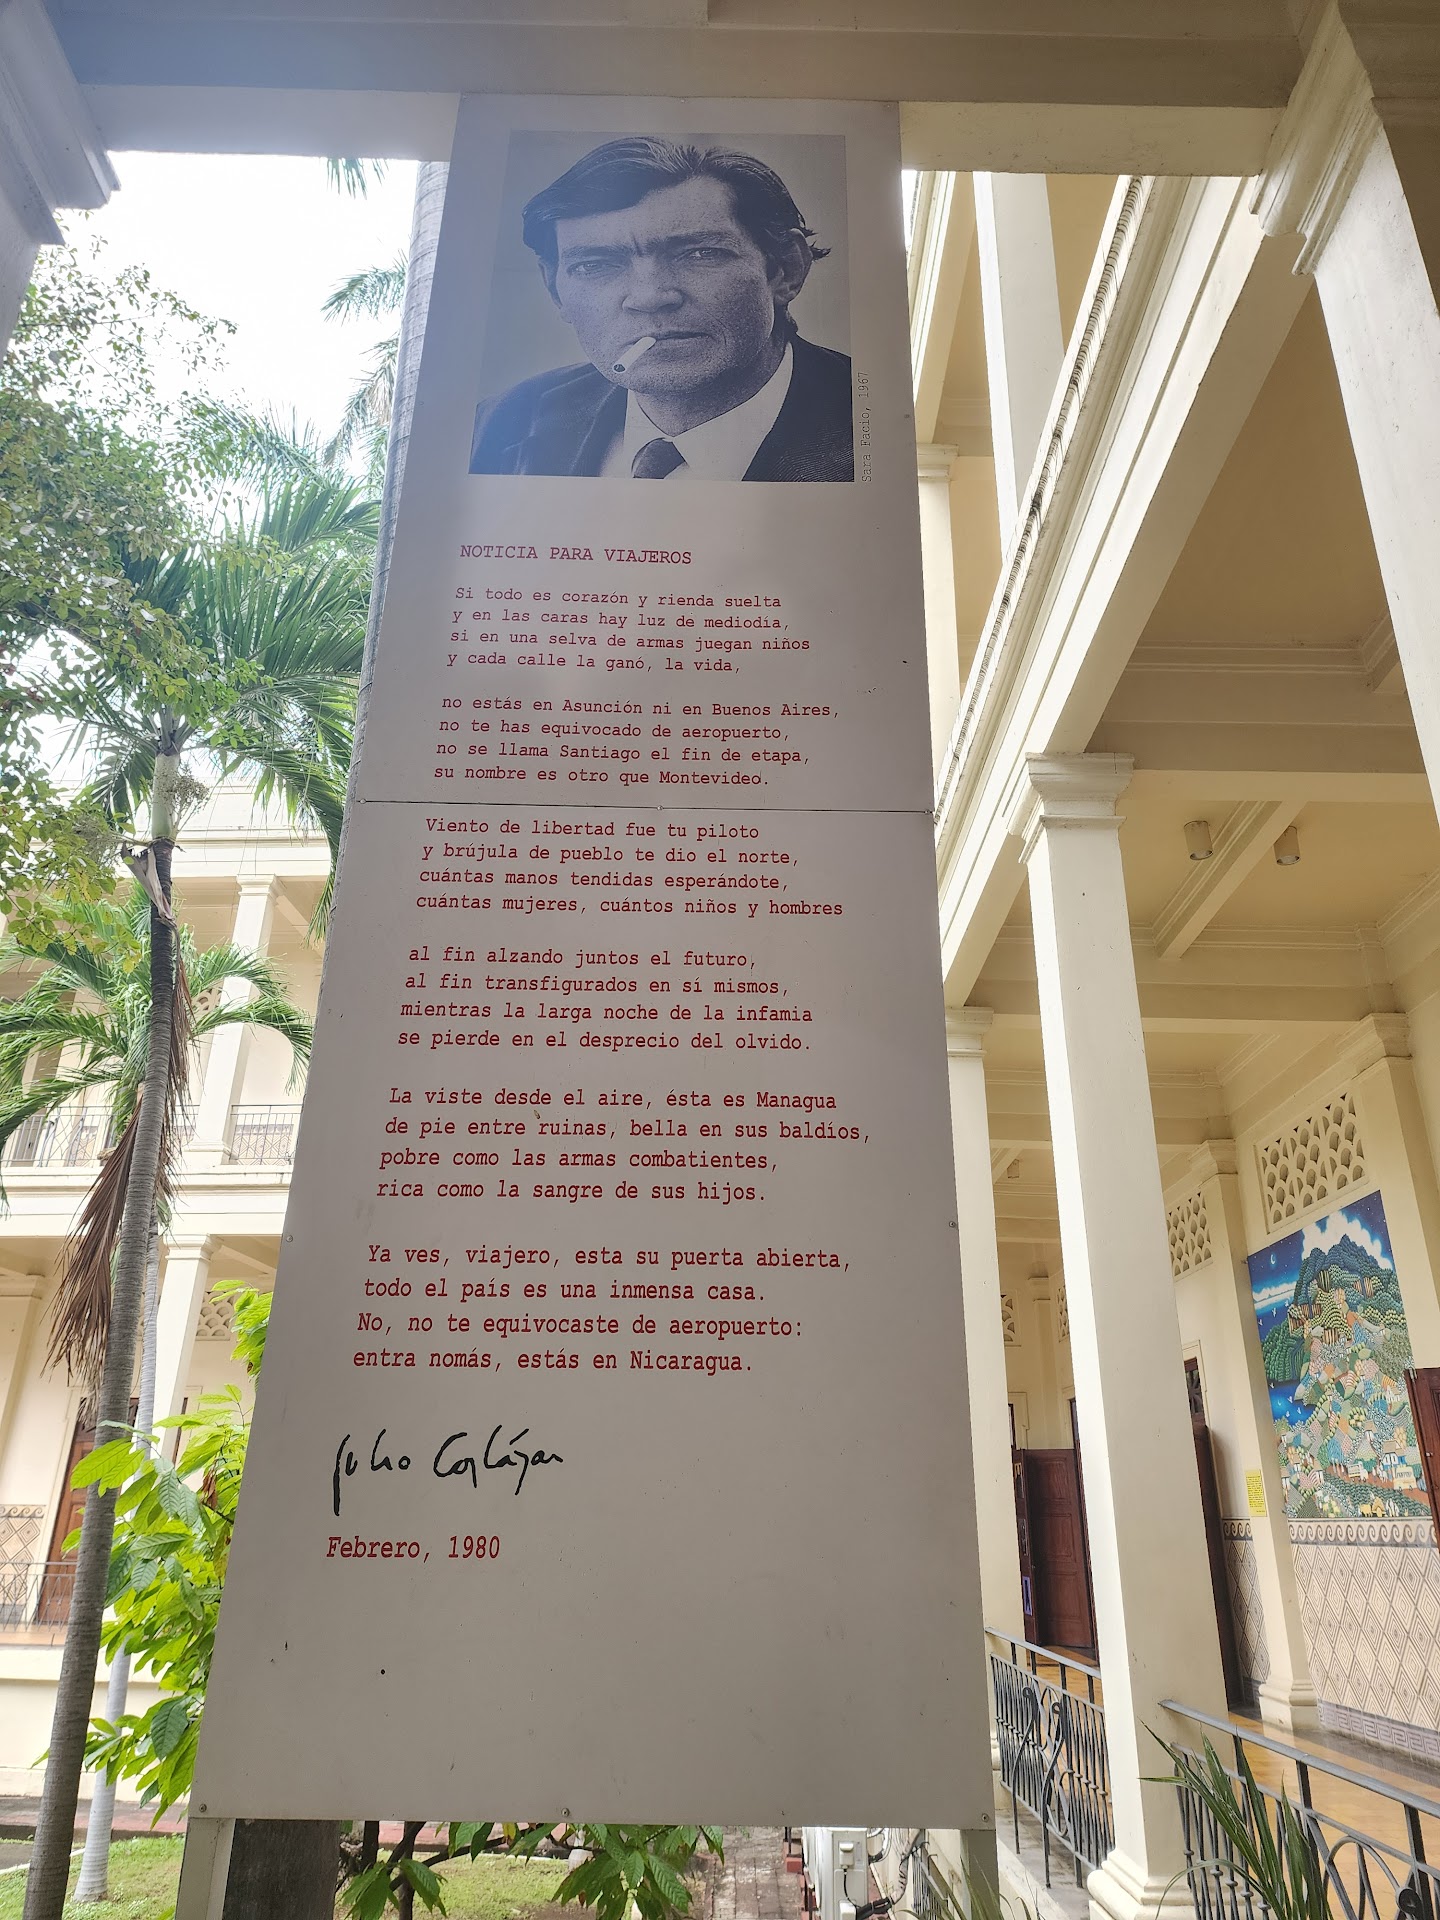 Sara Facio, 1967
NOTICIA PARA VIAJEROS
Si todo es corazón y rienda suelta
y en las caras hay luz de mediodía,
si en una selva de armas juegan niños
y cada calle la ganó, la vida,
no estás en Asunción ni en Buenos Aires,
no te has equivocado de aeropuerto,
no se llama Santiago el fin de etapa,
su nombre es otro que Montevideo.
Viento de libertad fue tu piloto
y brújula de pueblo te dio el norte,
cuántas manos tendidas esperándote,
cuántas mujeres, cuántos niños y hombres
al fin alzando juntos el futuro,
al fin transfigurados en sí mismos,
mientras la larga noche de la infamia
se pierde en el desprecio del olvido.
La viste desde el aire, ésta es Managua
de pie entre ruinas, bella en sus baldíos,
pobre como las armas combatientes,
rica como la sangre de sus hijos.
Ya ves, viajero, esta su puerta abierta,
todo el país es una inmensa casa.
No, no te equivocaste de aeropuerto:
entra nomás, estás en Nicaragua.
Julio Cortázar
Febrero, 1980